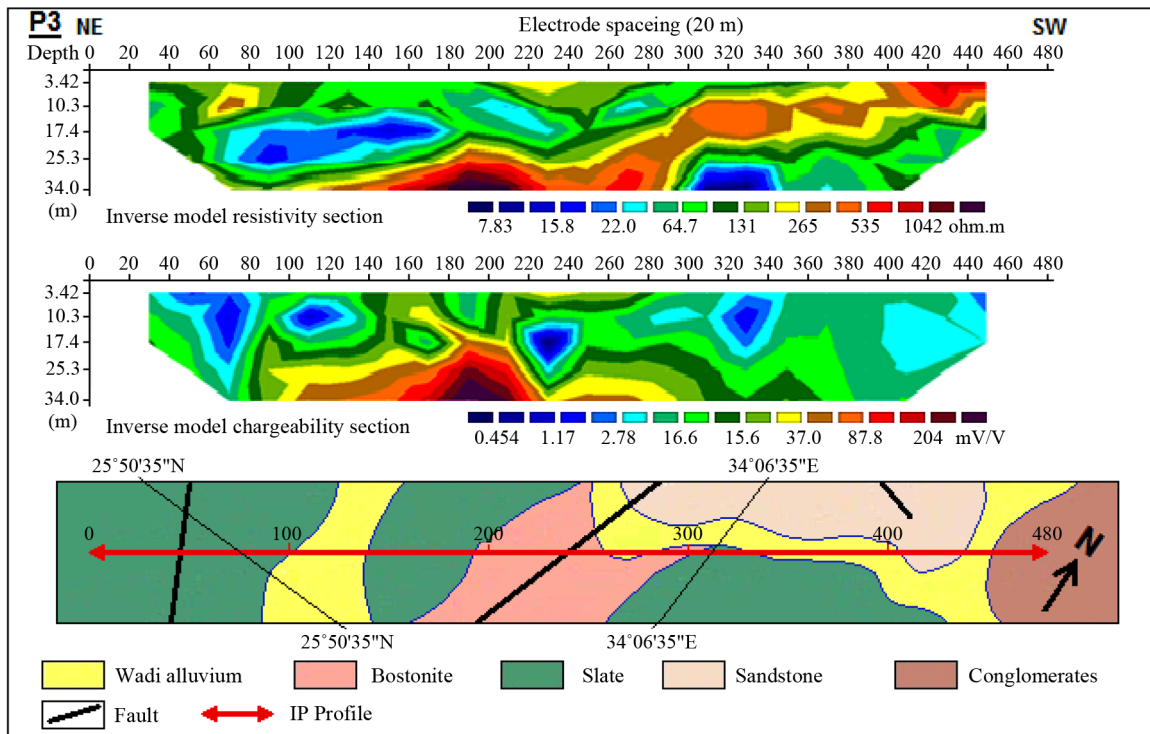 P3 NE Electrode spaceing (20 m) SW
Depth 0 20 40 60 80 100 120 140 160 180 200 220 240 260 280 300 320 340 360 380 400 420 440 460 480
3.42
10.3
17.4
25.3
34.0
(m) Inverse model resistivity section
7.83 15.8 22.0 64.7 131 265 535 1042 ohm.m
0 20 40 60 80 100 120 140 160 180 200 220 240 260 280 300 320 340 360 380 400 420 440 460 480
3.42
10.3
17.4
25.3
34.0
(m) Inverse model chargeability section
0.454 1.17 2.78 16.6 15.6 37.0 87.8 204 mV/V
25°50'35"N 34°06'35"E
0 100 200 300 400 480
N
25°50'35"N 34°06'35"E
Wadi alluvium Bostonite Slate Sandstone Conglomerates
Fault IP Profile